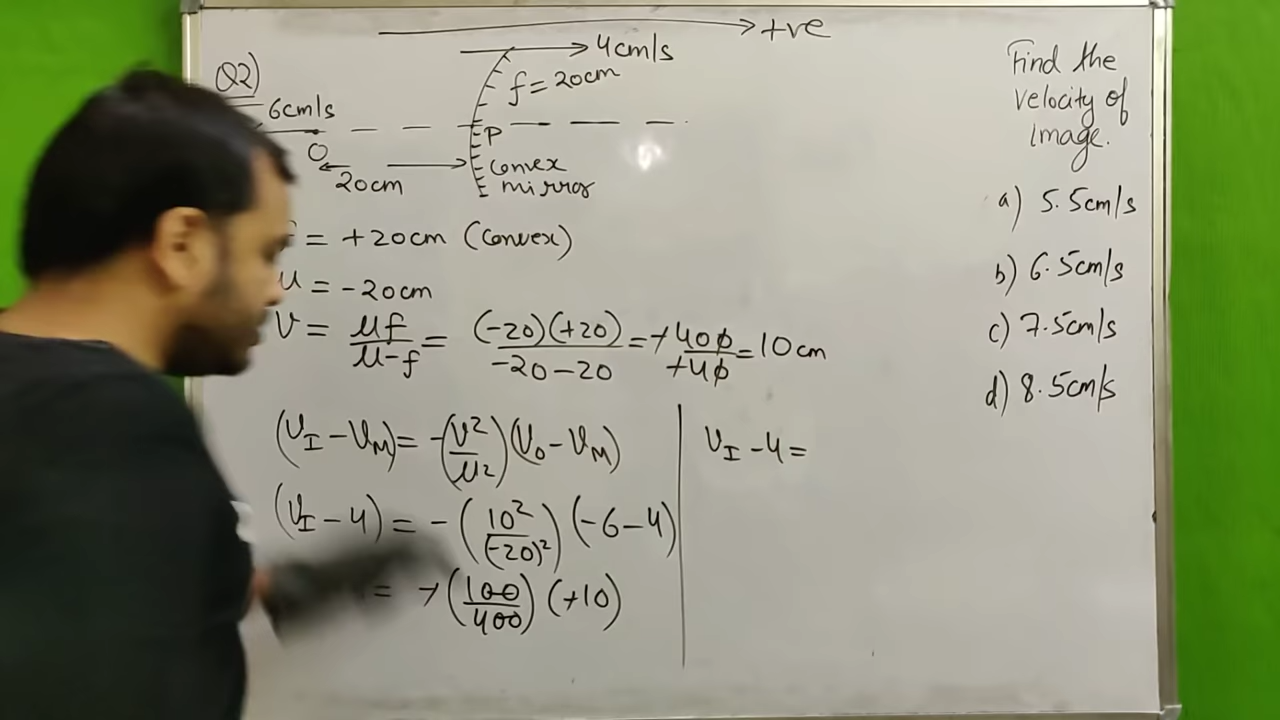 +ve
Q2)
4cm/s
f = 20cm
6cm/s
P
O
20cm
Convex
mirror
Find the
velocity of
image.
a) 5.5cm/s
b) 6.5cm/s
c) 7.5cm/s
d) 8.5cm/s
= +20cm (Convex)
u = -20cm
V = uf/u-f = (-20)(+20)/-20-20 = +400/+40 = 10cm
(VI - VM) = -(V²/u²)(VO - VM)
(VI - 4) = -(10²/(-20)²)(-6-4)
= +(100/400)(+10)
VI - 4 =